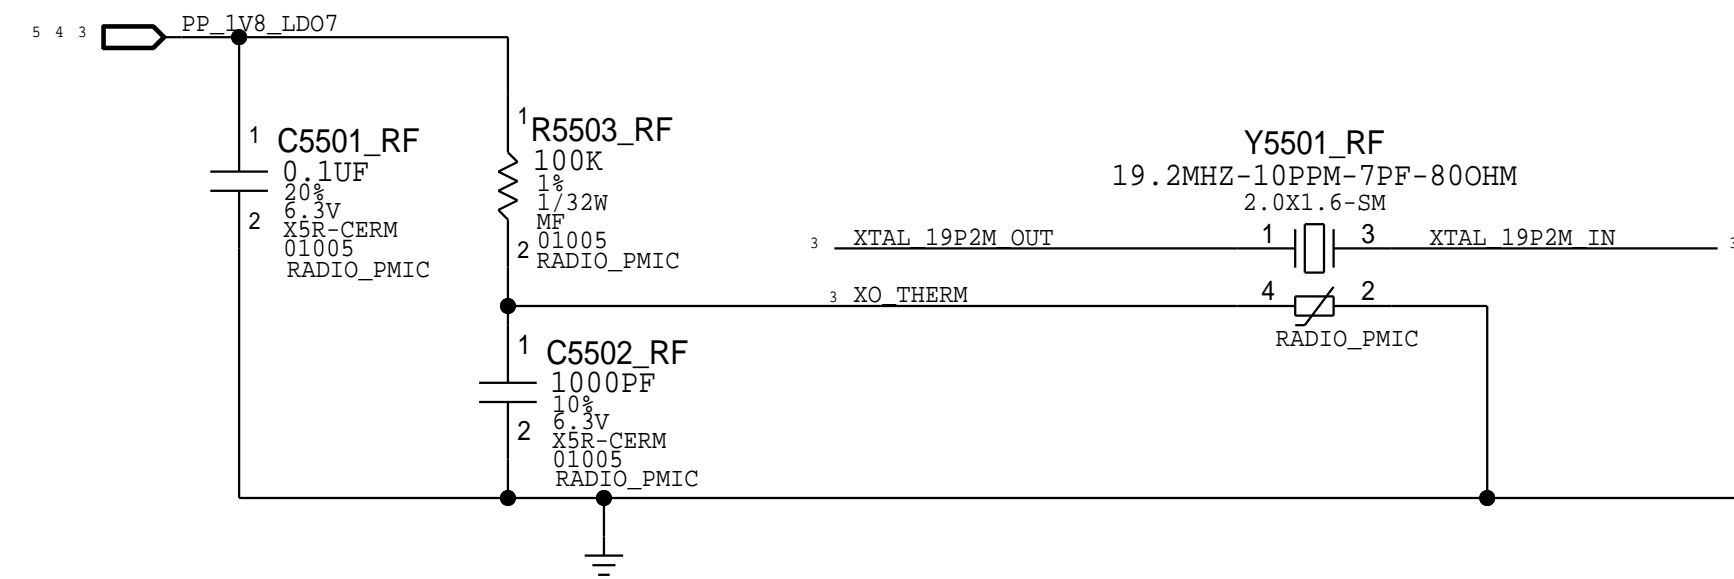 5 4 3
PP_1V8_LDO7
1
C5501_RF
0.1UF
20%
6.3V
X5R-CERM
01005
RADIO_PMIC
2
1
R5503_RF
100K
1%
1/32W
MF
01005
RADIO_PMIC
2
Y5501_RF
19.2MHZ-10PPM-7PF-80OHM
2.0X1.6-SM
3
XTAL_19P2M_OUT
1
3
XTAL_19P2M_IN
3 XO_THERM
4
2
RADIO_PMIC
1
C5502_RF
1000PF
10%
6.3V
X5R-CERM
01005
RADIO_PMIC
2